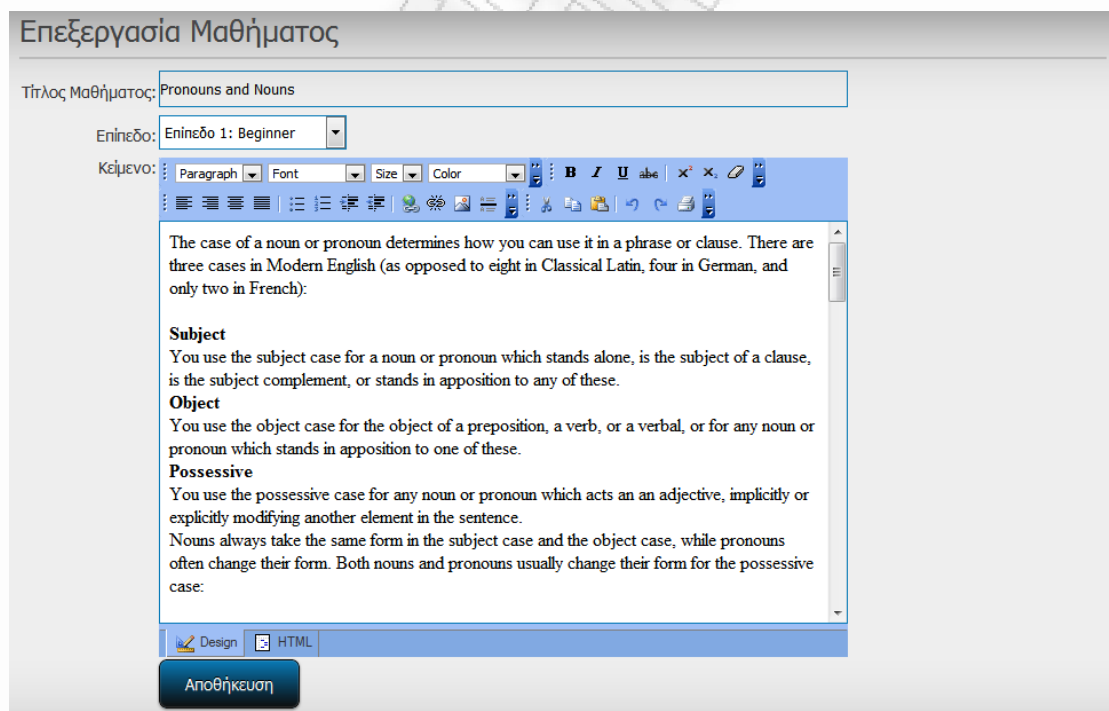 Επεξεργασία Μαθήματος
Τίτλος Μαθήματος: Pronouns and Nouns
Επίπεδο: Επίπεδο 1: Beginner
Κείμενο:
Paragraph Font Size Color B I U abc x² x₂
The case of a noun or pronoun determines how you can use it in a phrase or clause. There are
three cases in Modern English (as opposed to eight in Classical Latin, four in German, and
only two in French):
Subject
You use the subject case for a noun or pronoun which stands alone, is the subject of a clause,
is the subject complement, or stands in apposition to any of these.
Object
You use the object case for the object of a preposition, a verb, or a verbal, or for any noun or
pronoun which stands in apposition to one of these.
Possessive
You use the possessive case for any noun or pronoun which acts an an adjective, implicitly or
explicitly modifying another element in the sentence.
Nouns always take the same form in the subject case and the object case, while pronouns
often change their form. Both nouns and pronouns usually change their form for the possessive
case:
Design HTML
Αποθήκευση